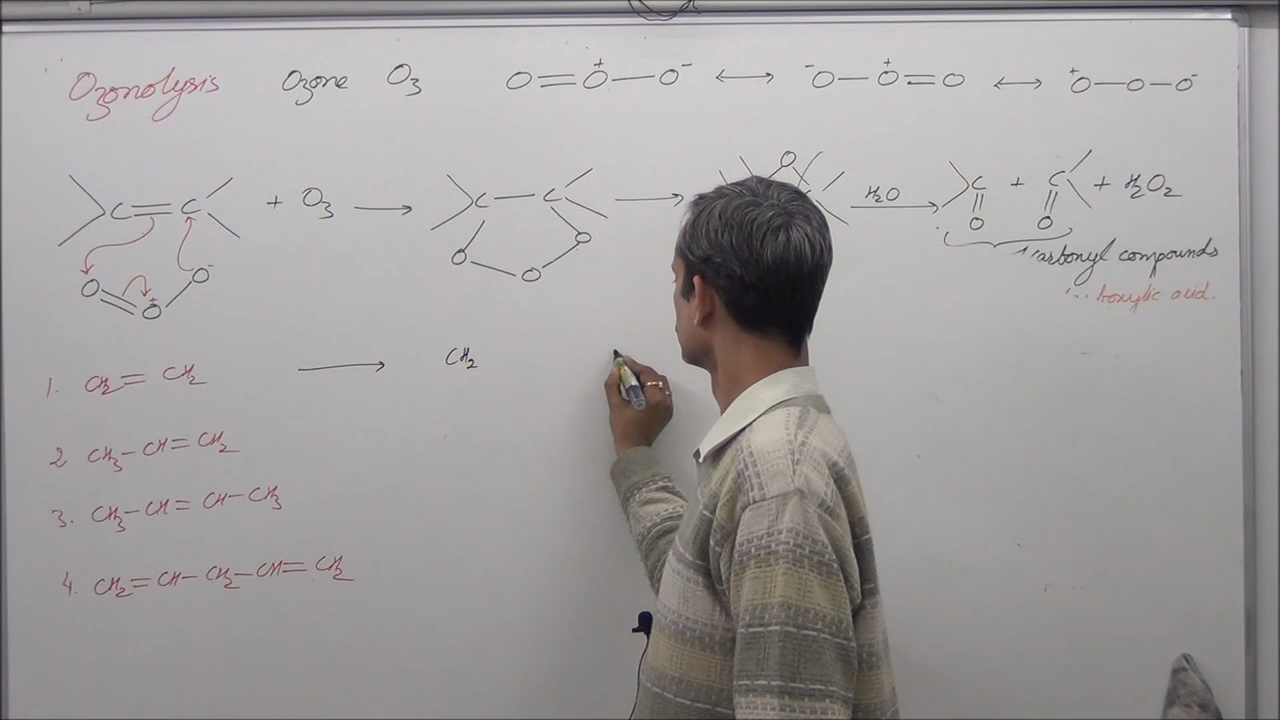 Ozonolysis Ozone O3 O=O⁺—O⁻ ↔ ⁻O—O⁺=O ↔ ⁺O—O—O⁻
C=C + O3 → C—C → O H2O → C + C + H2O2
O O O O
O O⁺ O⁻ O
carbonyl compounds
acid.
1. CH2=CH2 → CH2
2 CH3-CH=CH2
3. CH3-CH=CH-CH3
4. CH2=CH-CH2-CH=CH2